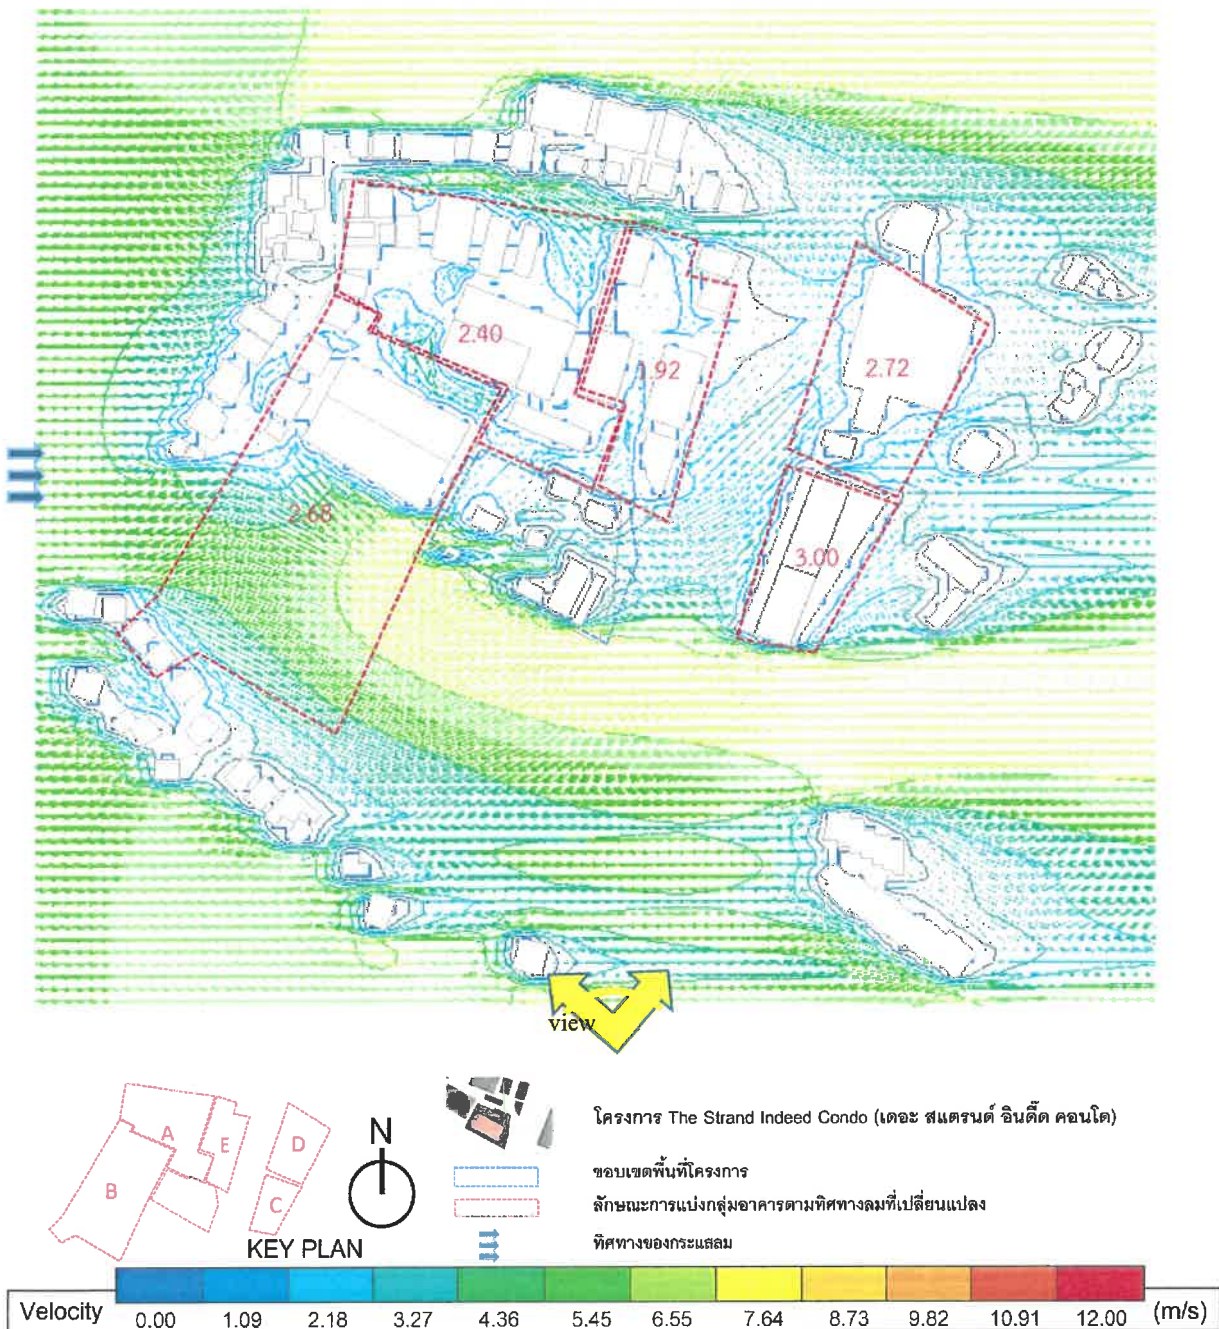 2.40
.92
2.72
2.68
3.00
view
A
E
D
B
C
N
KEY PLAN
โครงการ The Strand Indeed Condo (เดอะ สแตรนด์ อินดี๊ด คอนโด)
ขอบเขตพื้นที่โครงการ
ลักษณะการแบ่งกลุ่มอาคารตามทิศทางลมที่เปลี่ยนแปลง
ทิศทางของกระแสลม
Velocity 0.00 1.09 2.18 3.27 4.36 5.45 6.55 7.64 8.73 9.82 10.91 12.00 (m/s)